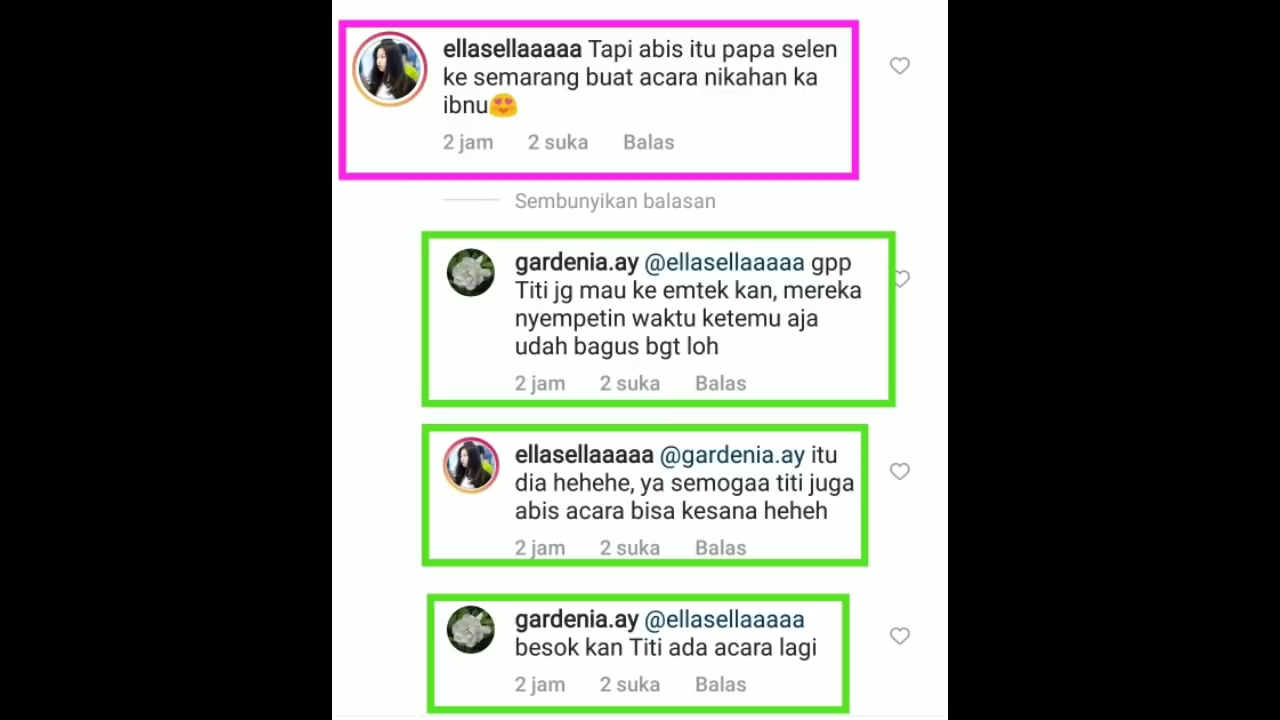 ellasellaaaaa Tapi abis itu papa selen
ke semarang buat acara nikahan ka
ibnu😍
2 jam 2 suka Balas
Sembunyikan balasan
gardenia.ay @ellasellaaaaa gpp
Titi jg mau ke emtek kan, mereka
nyempetin waktu ketemu aja
udah bagus bgt loh
2 jam 2 suka Balas
ellasellaaaaa @gardenia.ay itu
dia hehehe, ya semogaa titi juga
abis acara bisa kesana heheh
2 jam 2 suka Balas
gardenia.ay @ellasellaaaaa
besok kan Titi ada acara lagi
2 jam 2 suka Balas